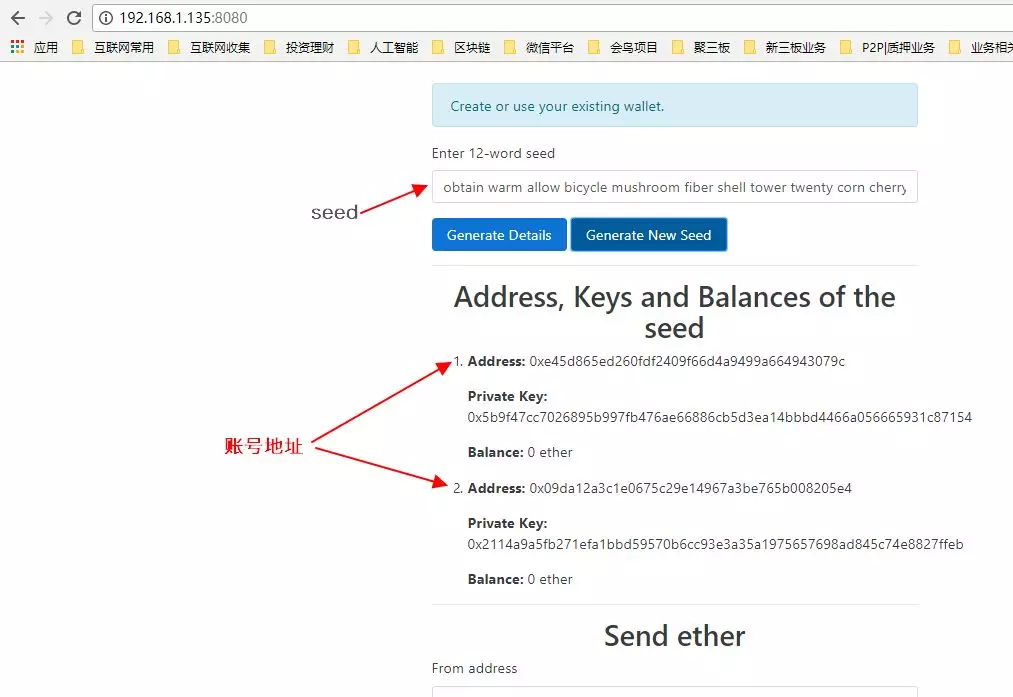 192.168.1.135:8080
应用 互联网常用 互联网收集 投资理财 人工智能 区块链 微信平台 会鸟项目 聚三板 新三板业务 P2P|质押业务 业务相关
Create or use your existing wallet.
Enter 12-word seed
obtain warm allow bicycle mushroom fiber shell tower twenty corn cherry
seed
Generate Details Generate New Seed
Address, Keys and Balances of the
seed
1. Address: 0xe45d865ed260fdf2409f66d4a9499a664943079c
Private Key:
0x5b9f47cc7026895b997fb476ae66886cb5d3ea14bbbd4466a056665931c87154
账号地址
Balance: 0 ether
2. Address: 0x09da12a3c1e0675c29e14967a3be765b008205e4
Private Key:
0x2114a9a5fb271efa1bbd59570b6cc93e3a35a1975657698ad845c74e8827ffeb
Balance: 0 ether
Send ether
From address